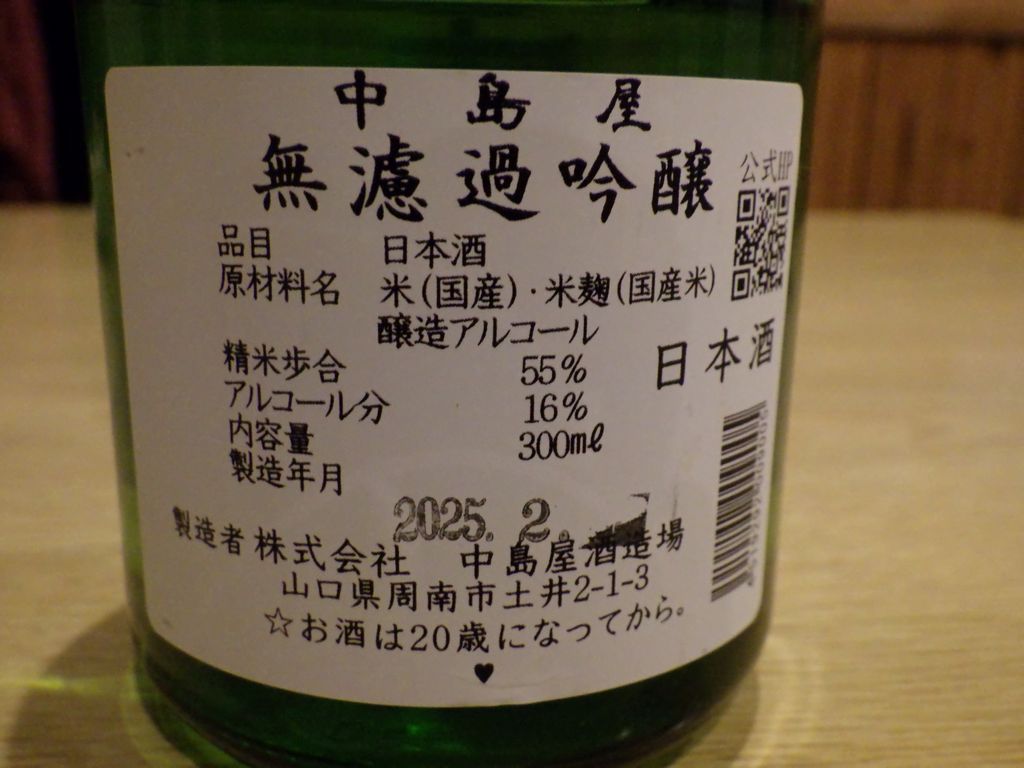 中島屋
無濾過吟醸
公式HP
品目 日本酒
原材料名 米(国産)・米麹(国産米)
醸造アルコール
精米歩合 55%
アルコール分 16%
内容量 300mℓ
製造年月
2025. 2.
日本酒
製造者 株式会社 中島屋酒造場
山口県周南市土井2-1-3
☆お酒は20歳になってから。
♥